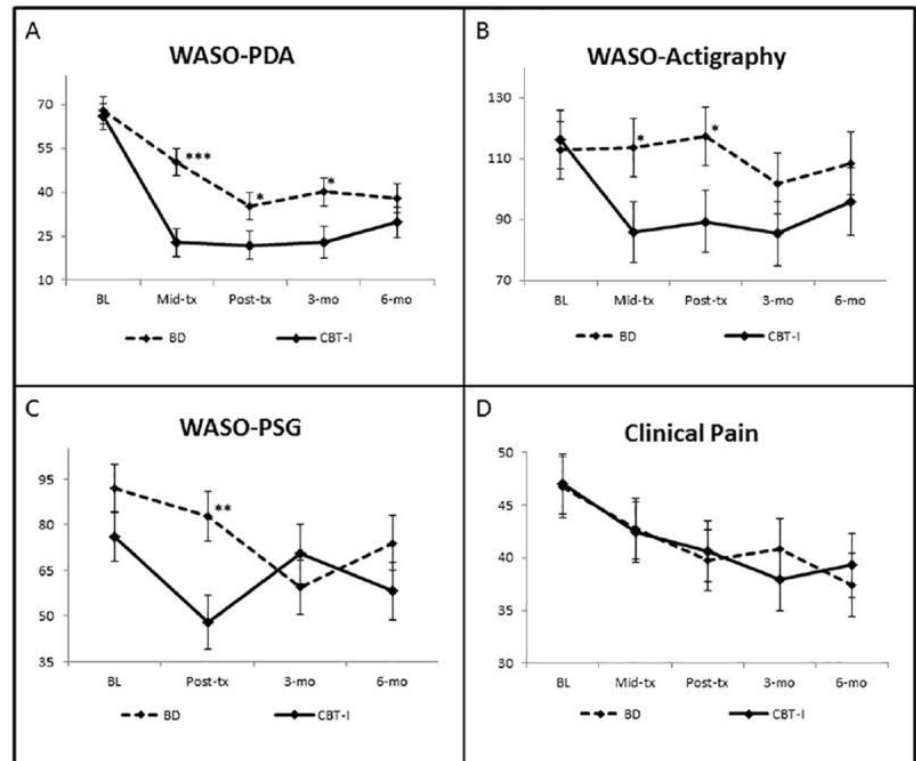 A
WASO-PDA
70
55
***
40
*
*
25
10
BL Mid-tx Post-tx 3-mo 6-mo
BD CBT-I
B
WASO-Actigraphy
130
*
*
110
90
70
BL Mid-tx Post-tx 3-mo 6-mo
BD CBT-I
C
WASO-PSG
95
**
80
65
50
35
BL Post-tx 3-mo 6-mo
BD CBT-I
D
Clinical Pain
50
45
40
35
30
BL Mid-tx Post-tx 3-mo 6-mo
BD CBT-I